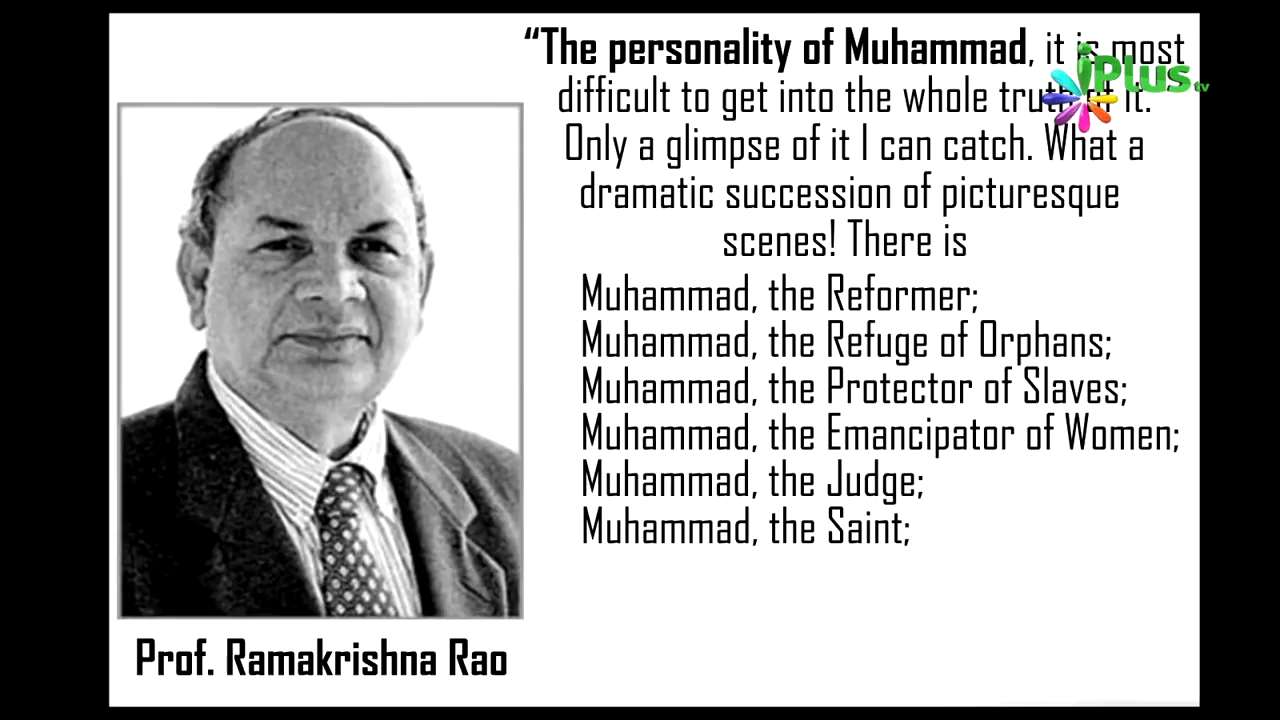 “The personality of Muhammad, it is most
difficult to get into the whole truth of it.
Only a glimpse of it I can catch. What a
dramatic succession of picturesque
scenes! There is
Muhammad, the Reformer;
Muhammad, the Refuge of Orphans;
Muhammad, the Protector of Slaves;
Muhammad, the Emancipator of Women;
Muhammad, the Judge;
Muhammad, the Saint;
iPlus tv
Prof. Ramakrishna Rao